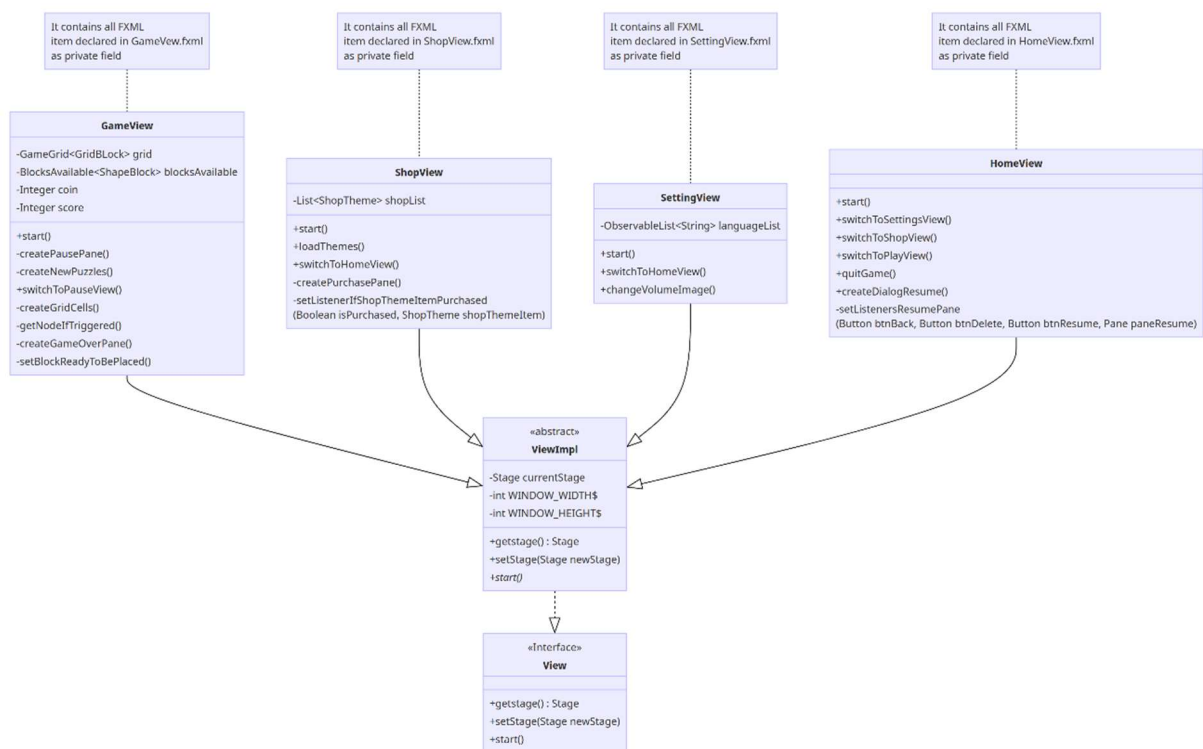 It contains all FXML
item declared in GameVew.fxml
as private field
It contains all FXML
item declared in ShopView.fxml
as private field
It contains all FXML
item declared in SettingView.fxml
as private field
It contains all FXML
item declared in HomeView.fxml
as private field
GameView
-GameGrid<GridBLock> grid
-BlocksAvailable<ShapeBlock> blocksAvailable
-Integer coin
-Integer score
+start()
-createPausePane()
-createNewPuzzles()
+switchToPauseView()
-createGridCells()
-getNodeIfTriggered()
-createGameOverPane()
-setBlockReadyToBePlaced()
ShopView
-List<ShopTheme> shopList
+start()
+loadThemes()
+switchToHomeView()
-createPurchasePane()
-setListenerIfShopThemeItemPurchased
(Boolean isPurchased, ShopTheme shopThemeItem)
SettingView
-ObservableList<String> languageList
+start()
+switchToHomeView()
+changeVolumeImage()
HomeView
+start()
+switchToSettingsView()
+switchToShopView()
+switchToPlayView()
+quitGame()
+createDialogResume()
-setListenersResumePane
(Button btnBack, Button btnDelete, Button btnResume, Pane paneResume)
«abstract»
ViewImpl
-Stage currentStage
-int WINDOW_WIDTH$
-int WINDOW_HEIGHT$
+getstage() : Stage
+setStage(Stage newStage)
+start()
«Interface»
View
+getstage() : Stage
+setStage(Stage newStage)
+start()